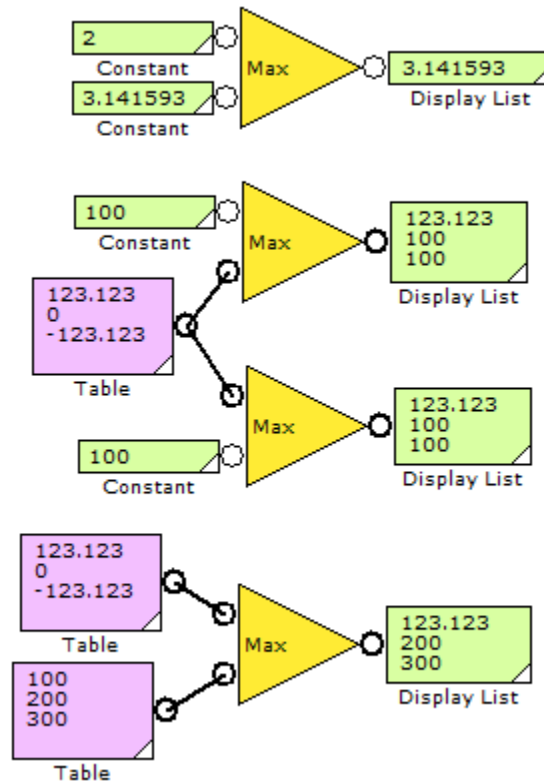 2
Constant
3.141593
Constant
Max
3.141593
Display List
100
Constant
123.123
0
-123.123
Table
Max
123.123
100
100
Display List
100
Constant
Max
123.123
100
100
Display List
123.123
0
-123.123
Table
100
200
300
Table
Max
123.123
200
300
Display List